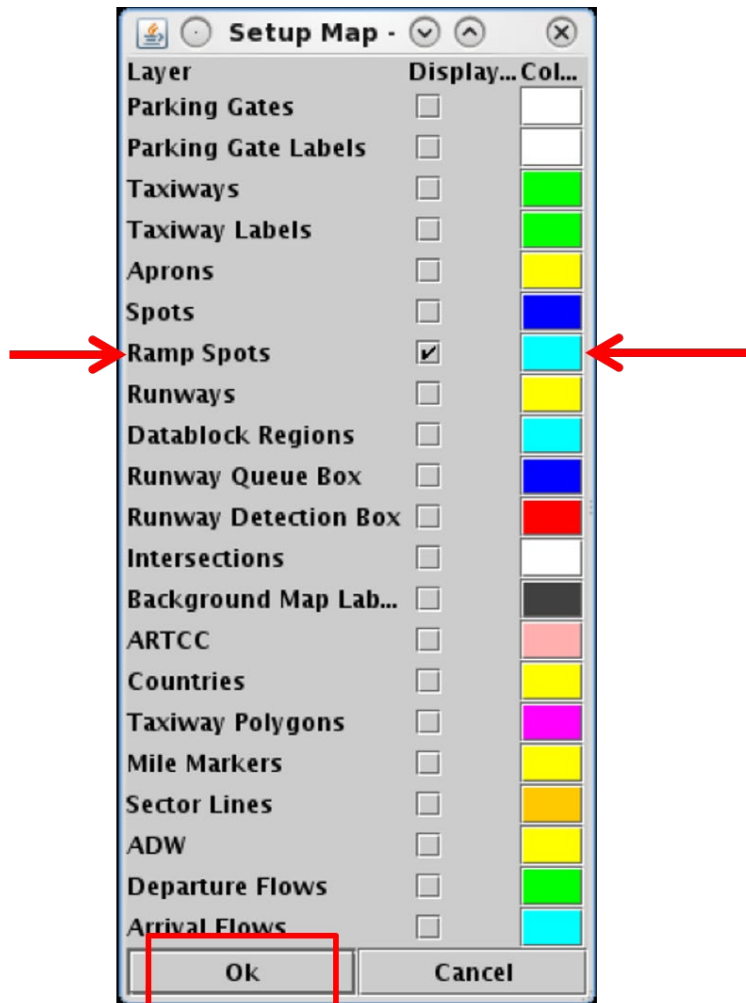 Setup Map -
Layer Display... Col...
Parking Gates
Parking Gate Labels
Taxiways
Taxiway Labels
Aprons
Spots
Ramp Spots
Runways
Datablock Regions
Runway Queue Box
Runway Detection Box
Intersections
Background Map Lab...
ARTCC
Countries
Taxiway Polygons
Mile Markers
Sector Lines
ADW
Departure Flows
Arrival Flows
Ok Cancel